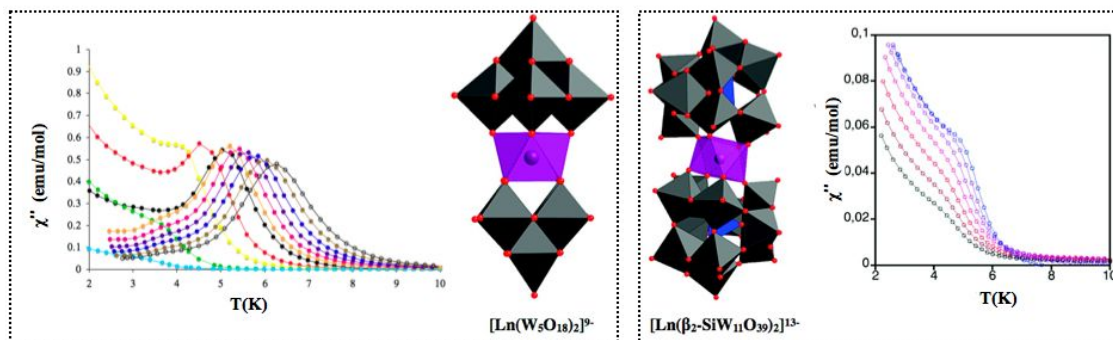 χ'' (emu/mol)
1
0,9
0,8
0,7
0,6
0,5
0,4
0,3
0,2
0,1
0
2 3 4 5 6 7 8 9 10
T(K)
[Ln(W₅O₁₈)₂]⁹⁻
[Ln(β₂-SiW₁₁O₃₉)₂]¹³⁻
χ'' (emu/mol)
0,1
0,08
0,06
0,04
0,02
0
2 4 6 8 10
T(K)